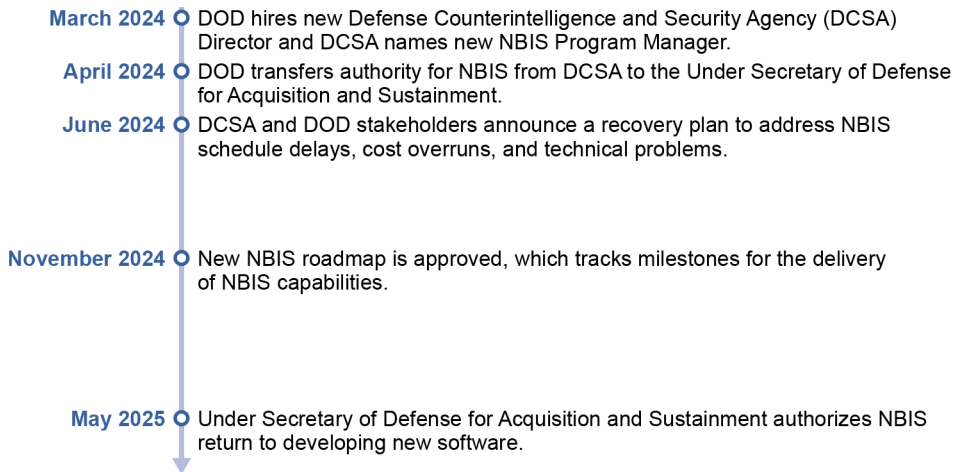 March 2024 DOD hires new Defense Counterintelligence and Security Agency (DCSA)
Director and DCSA names new NBIS Program Manager.
April 2024 DOD transfers authority for NBIS from DCSA to the Under Secretary of Defense
for Acquisition and Sustainment.
June 2024 DCSA and DOD stakeholders announce a recovery plan to address NBIS
schedule delays, cost overruns, and technical problems.
November 2024 New NBIS roadmap is approved, which tracks milestones for the delivery
of NBIS capabilities.
May 2025 Under Secretary of Defense for Acquisition and Sustainment authorizes NBIS
return to developing new software.